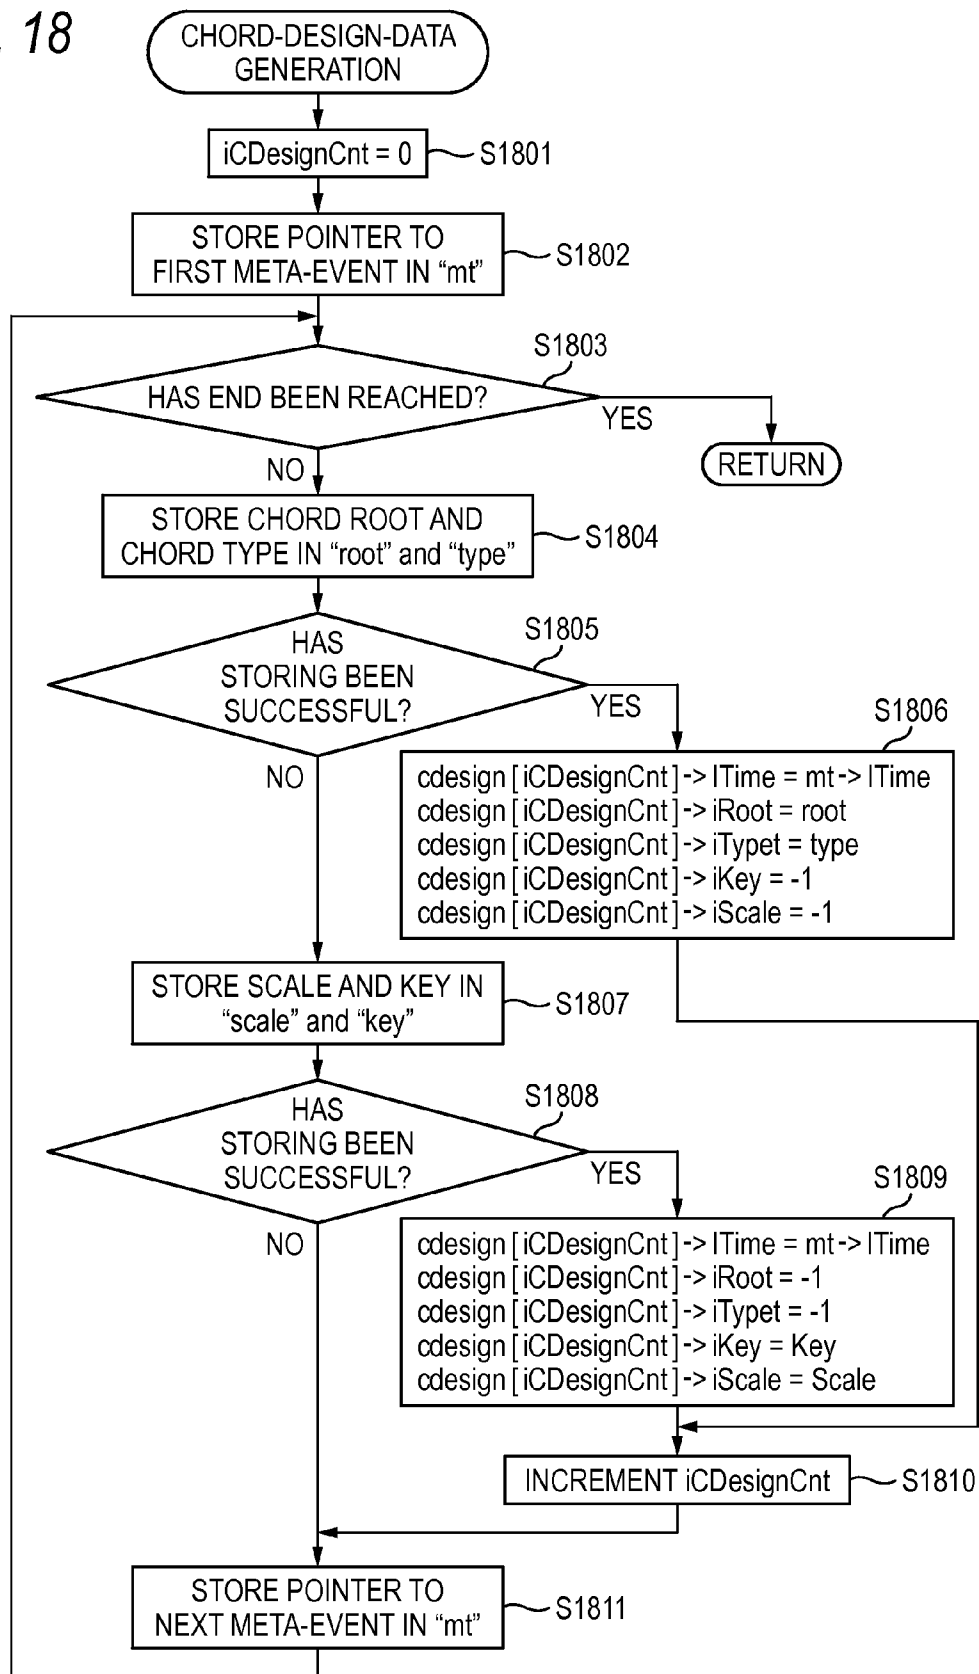 18
CHORD-DESIGN-DATA
GENERATION
iCDesignCnt = 0
S1801
STORE POINTER TO
FIRST META-EVENT IN “mt”
S1802
S1803
HAS END BEEN REACHED?
YES
RETURN
NO
STORE CHORD ROOT AND
CHORD TYPE IN “root” and “type”
S1804
S1805
HAS
STORING BEEN
SUCCESSFUL?
YES
NO
S1806
cdesign [iCDesignCnt] -> lTime = mt -> lTime
cdesign [iCDesignCnt] -> iRoot = root
cdesign [iCDesignCnt] -> iTypet = type
cdesign [iCDesignCnt] -> iKey = -1
cdesign [iCDesignCnt] -> iScale = -1
STORE SCALE AND KEY IN
“scale” and “key”
S1807
S1808
HAS
STORING BEEN
SUCCESSFUL?
YES
NO
S1809
cdesign [iCDesignCnt] -> lTime = mt -> lTime
cdesign [iCDesignCnt] -> iRoot = -1
cdesign [iCDesignCnt] -> iTypet = -1
cdesign [iCDesignCnt] -> iKey = Key
cdesign [iCDesignCnt] -> iScale = Scale
INCREMENT iCDesignCnt
S1810
STORE POINTER TO
NEXT META-EVENT IN “mt”
S1811